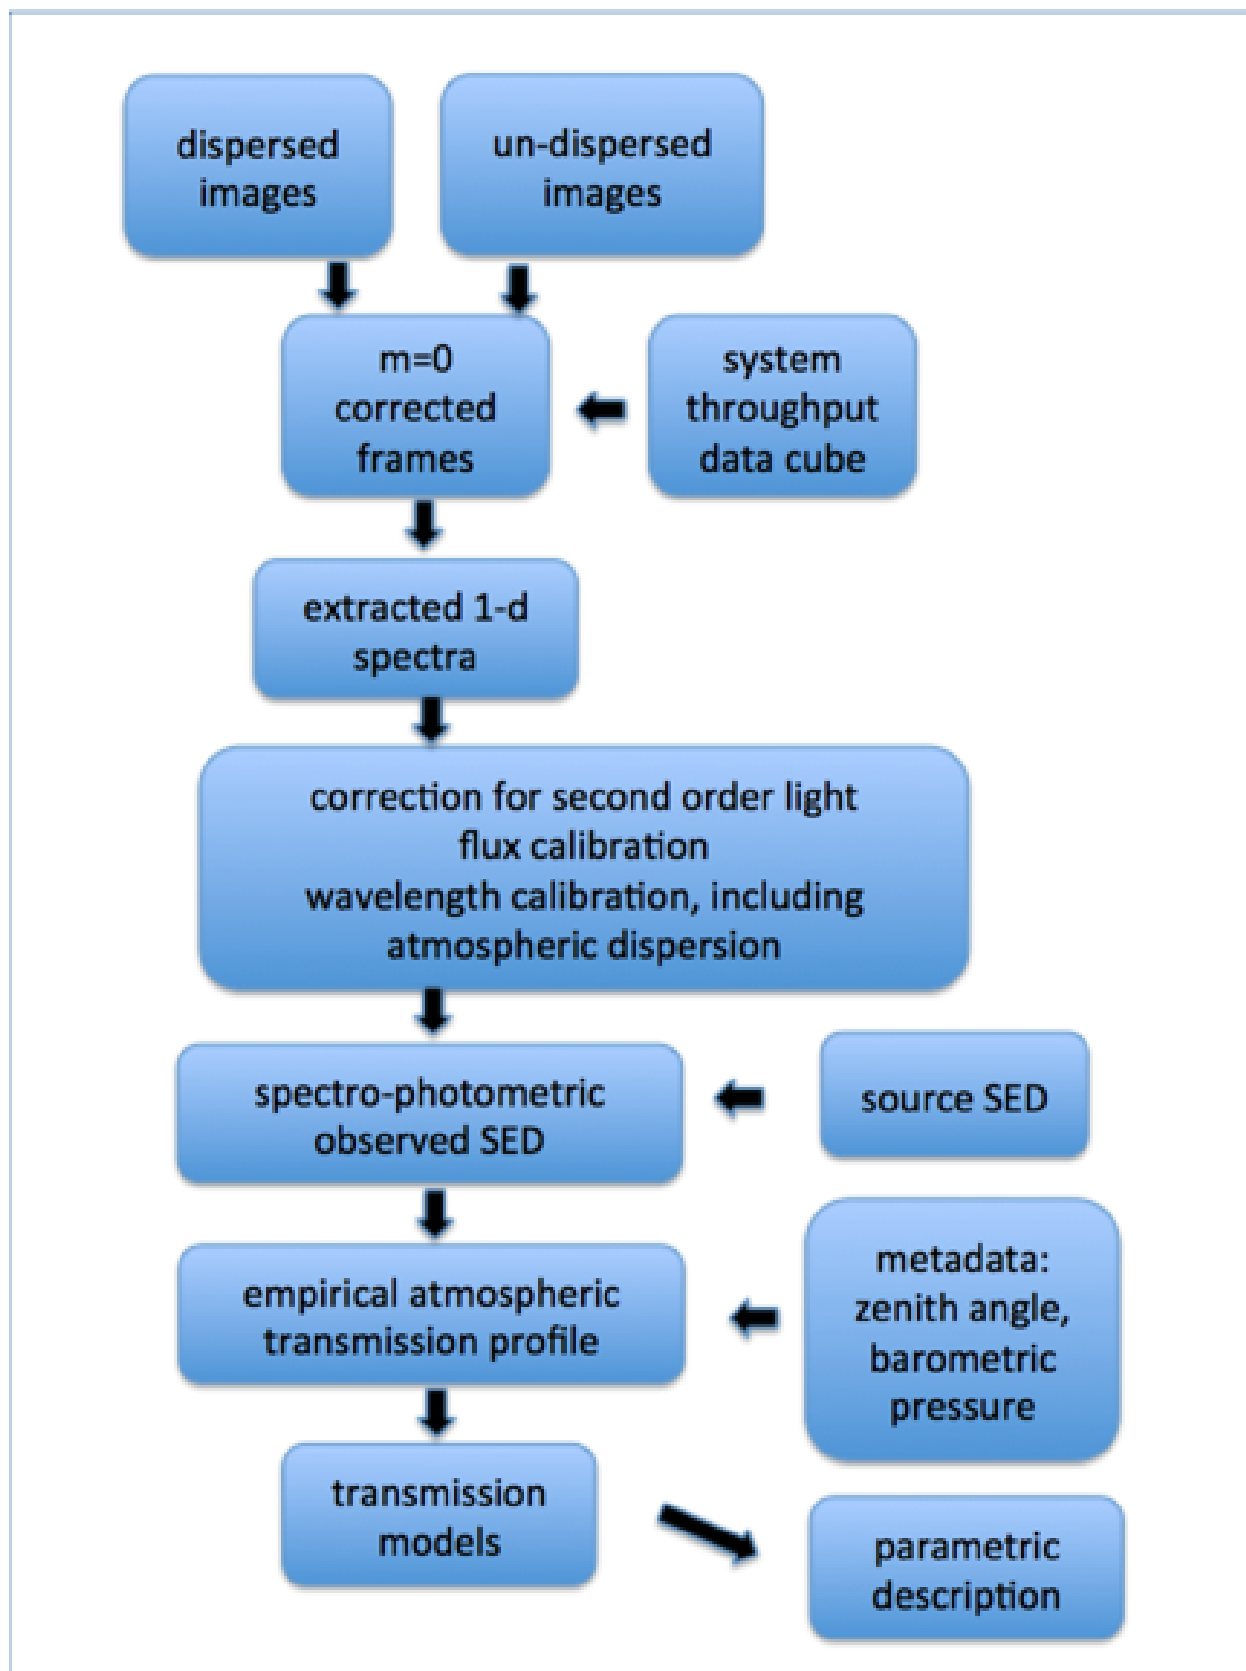 dispersed
images
un-dispersed
images
m=0
corrected
frames
system
throughput
data cube
extracted 1-d
spectra
correction for second order light
flux calibration
wavelength calibration, including
atmospheric dispersion
spectro-photometric
observed SED
source SED
empirical atmospheric
transmission profile
metadata:
zenith angle,
barometric
pressure
transmission
models
parametric
description